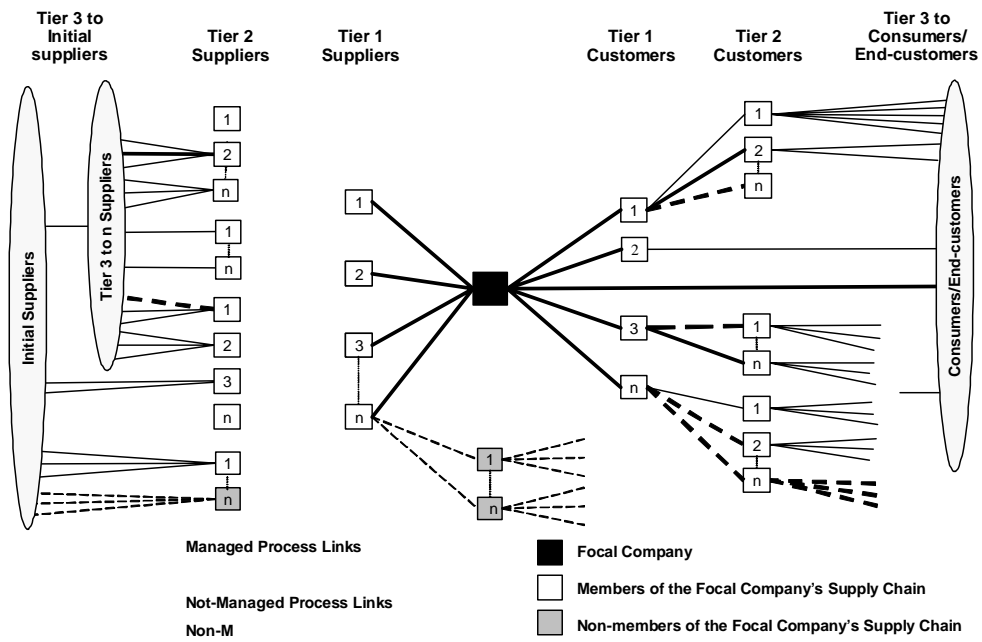 Tier 3 to
Initial
suppliers
Tier 2
Suppliers
Tier 1
Suppliers
Tier 1
Customers
Tier 2
Customers
Tier 3 to
Consumers/
End-customers
Initial Suppliers
Tier 3 to n Suppliers
1
2
n
1
n
1
2
3
n
1
n
1
2
3
n
1
n
1
2
3
n
1
2
n
1
n
1
2
n
Consumers/End-customers
Managed Process Links
Not-Managed Process Links
Non-M
Focal Company
Members of the Focal Company's Supply Chain
Non-members of the Focal Company's Supply Chain